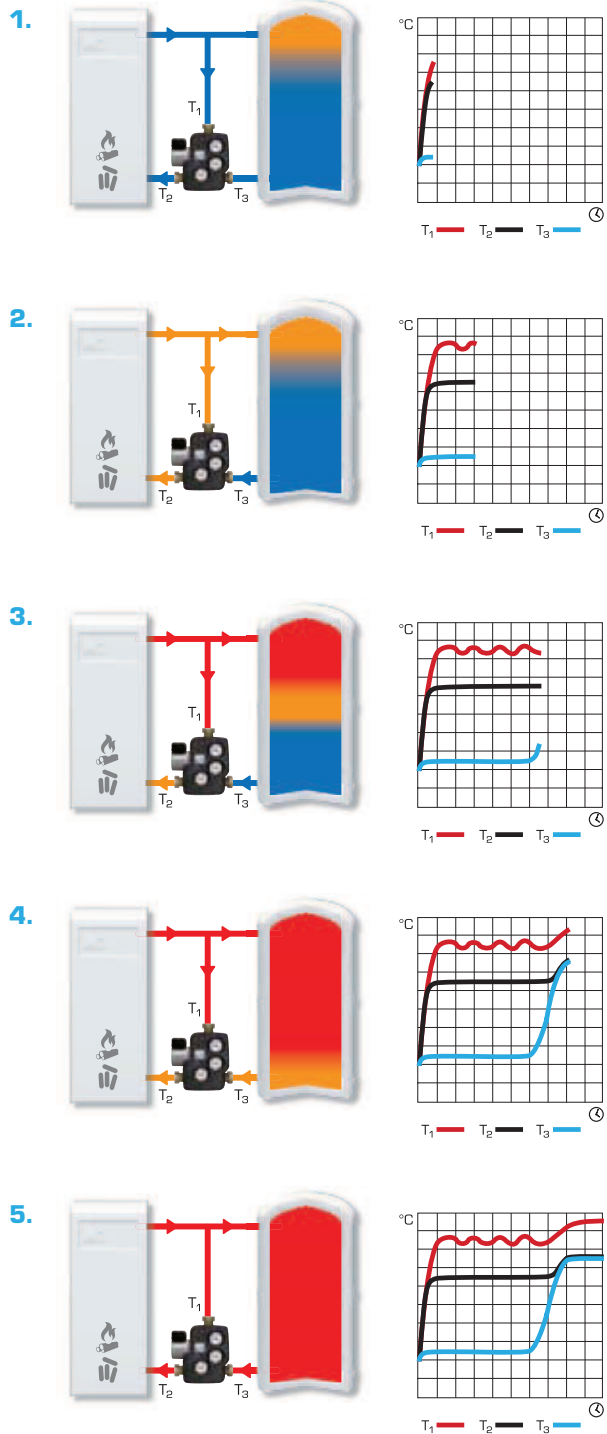 1.
T₁
T₂ T₃
°C
T₁ T₂ T₃
2.
T₁
T₂ T₃
°C
T₁ T₂ T₃
3.
T₁
T₂ T₃
°C
T₁ T₂ T₃
4.
T₁
T₂ T₃
°C
T₁ T₂ T₃
5.
T₁
T₂ T₃
°C
T₁ T₂ T₃